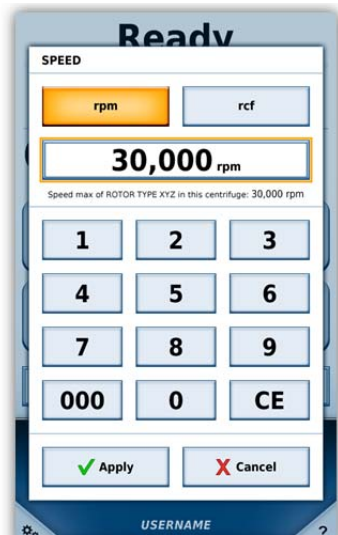 Ready
SPEED
rpm rcf
30,000 rpm
Speed max of ROTOR TYPE XYZ in this centrifuge: 30,000 rpm
1 2 3
4 5 6
7 8 9
000 0 CE
Apply Cancel
USERNAME
?